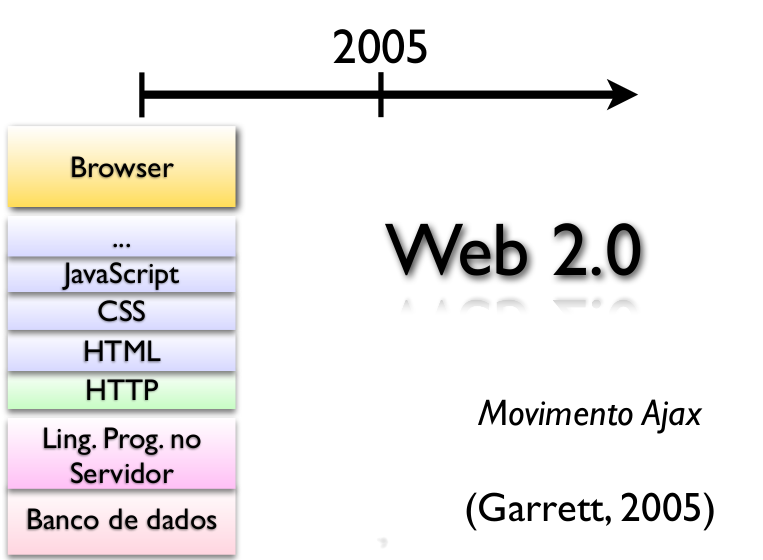 2005
Browser
...
JavaScript
CSS
HTML
HTTP
Ling. Prog. no
Servidor
Banco de dados
Web 2.0
Movimento Ajax
(Garrett, 2005)